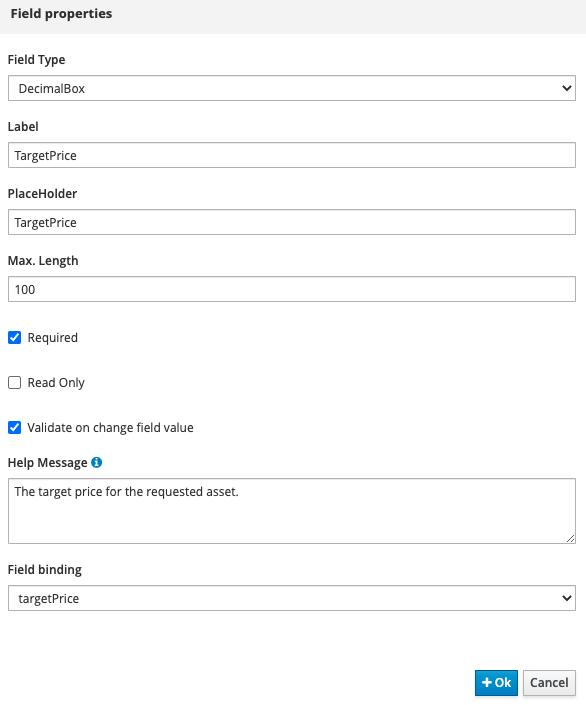 Field properties
Field Type
DecimalBox
Label
TargetPrice
PlaceHolder
TargetPrice
Max. Length
100
Required
Read Only
Validate on change field value
Help Message
The target price for the requested asset.
Field binding
targetPrice
+ Ok Cancel